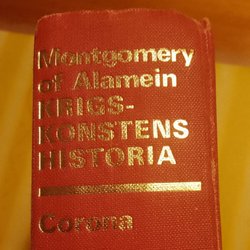 Montgomery
of Alamein
KRIGS-
KONSTENS
HISTORIA
Corona